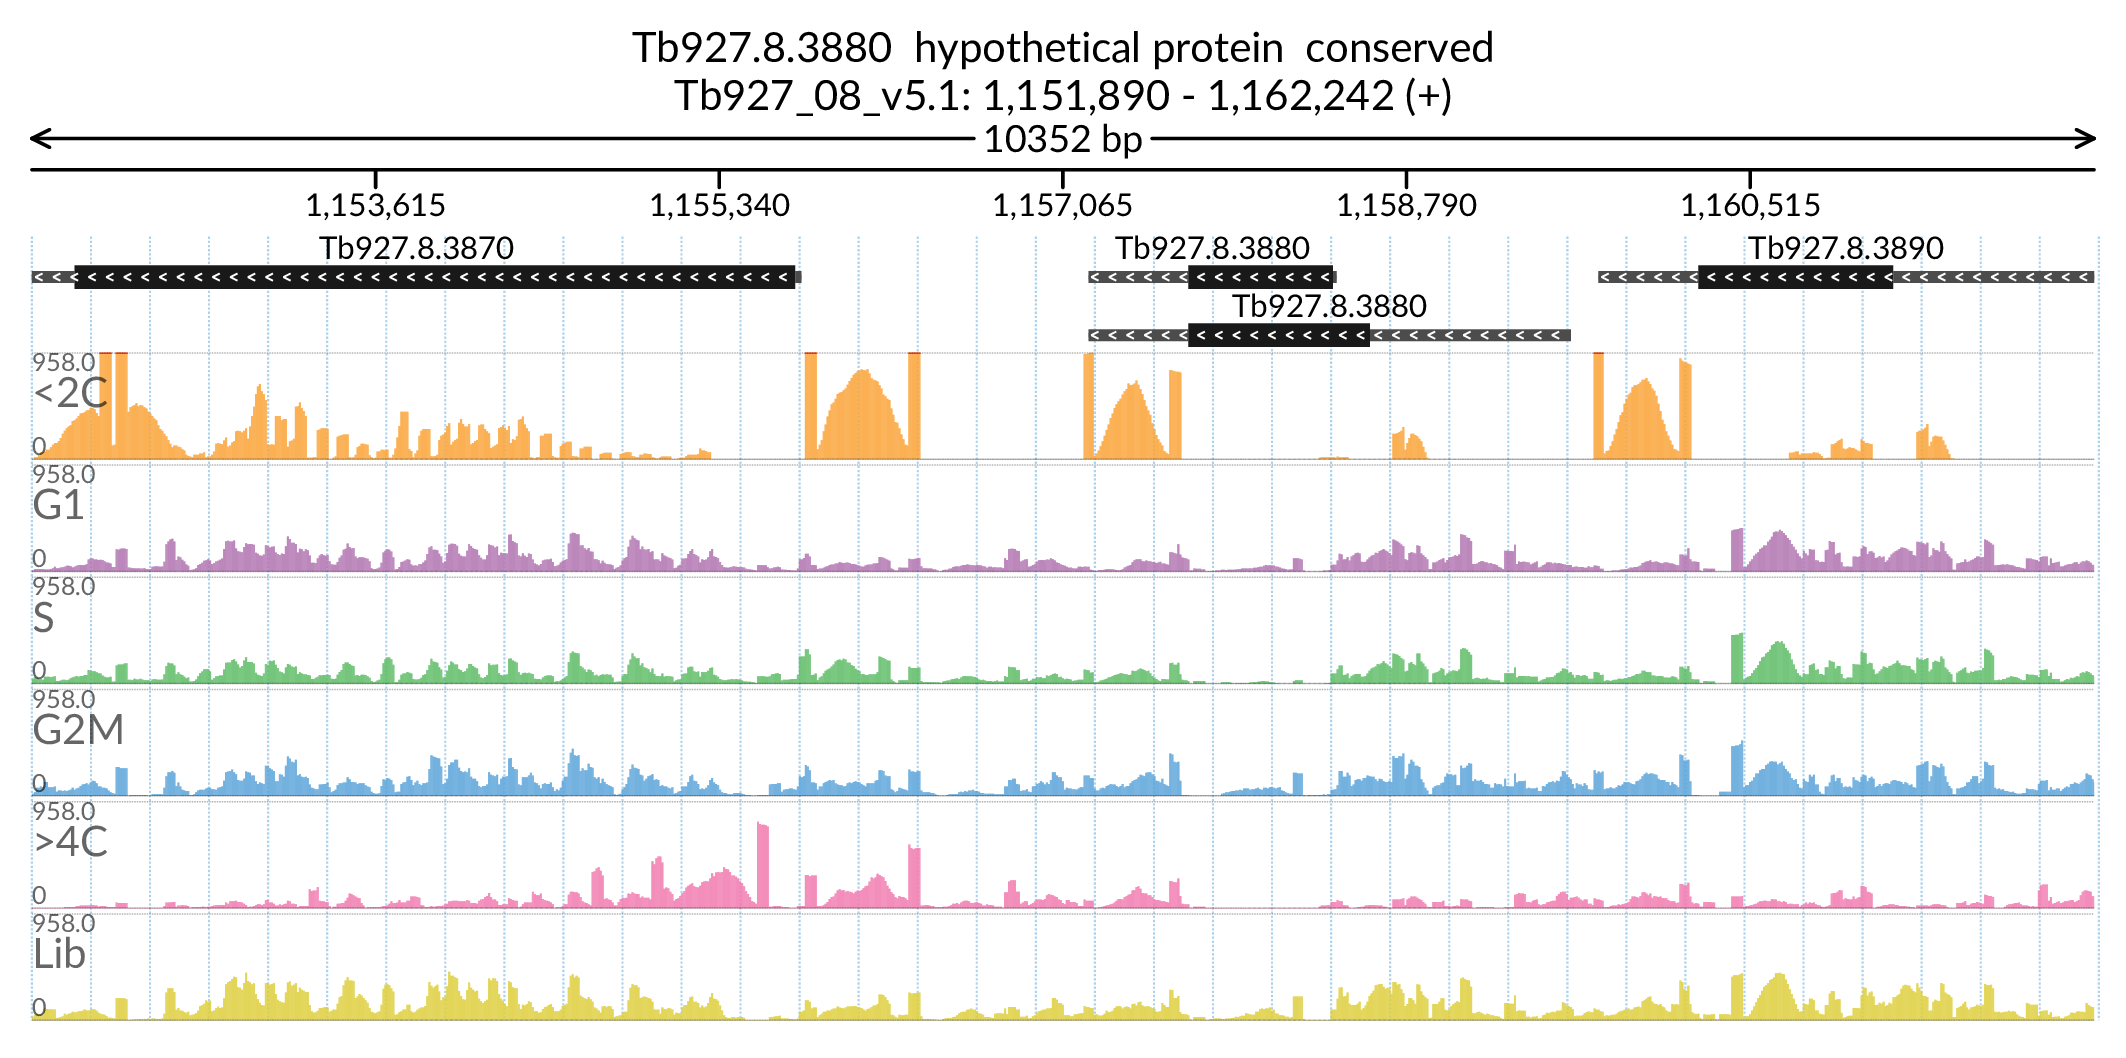 Tb927.8.3880  hypothetical protein  conserved
Tb927_08_v5.1: 1,151,890 - 1,162,242 (+)
10352 bp
1,153,615 1,155,340 1,157,065 1,158,790 1,160,515
Tb927.8.3870 Tb927.8.3880 Tb927.8.3890
Tb927.8.3880
958.0
<2C
0
958.0
G1
0
958.0
S
0
958.0
G2M
0
958.0
>4C
0
958.0
Lib
0